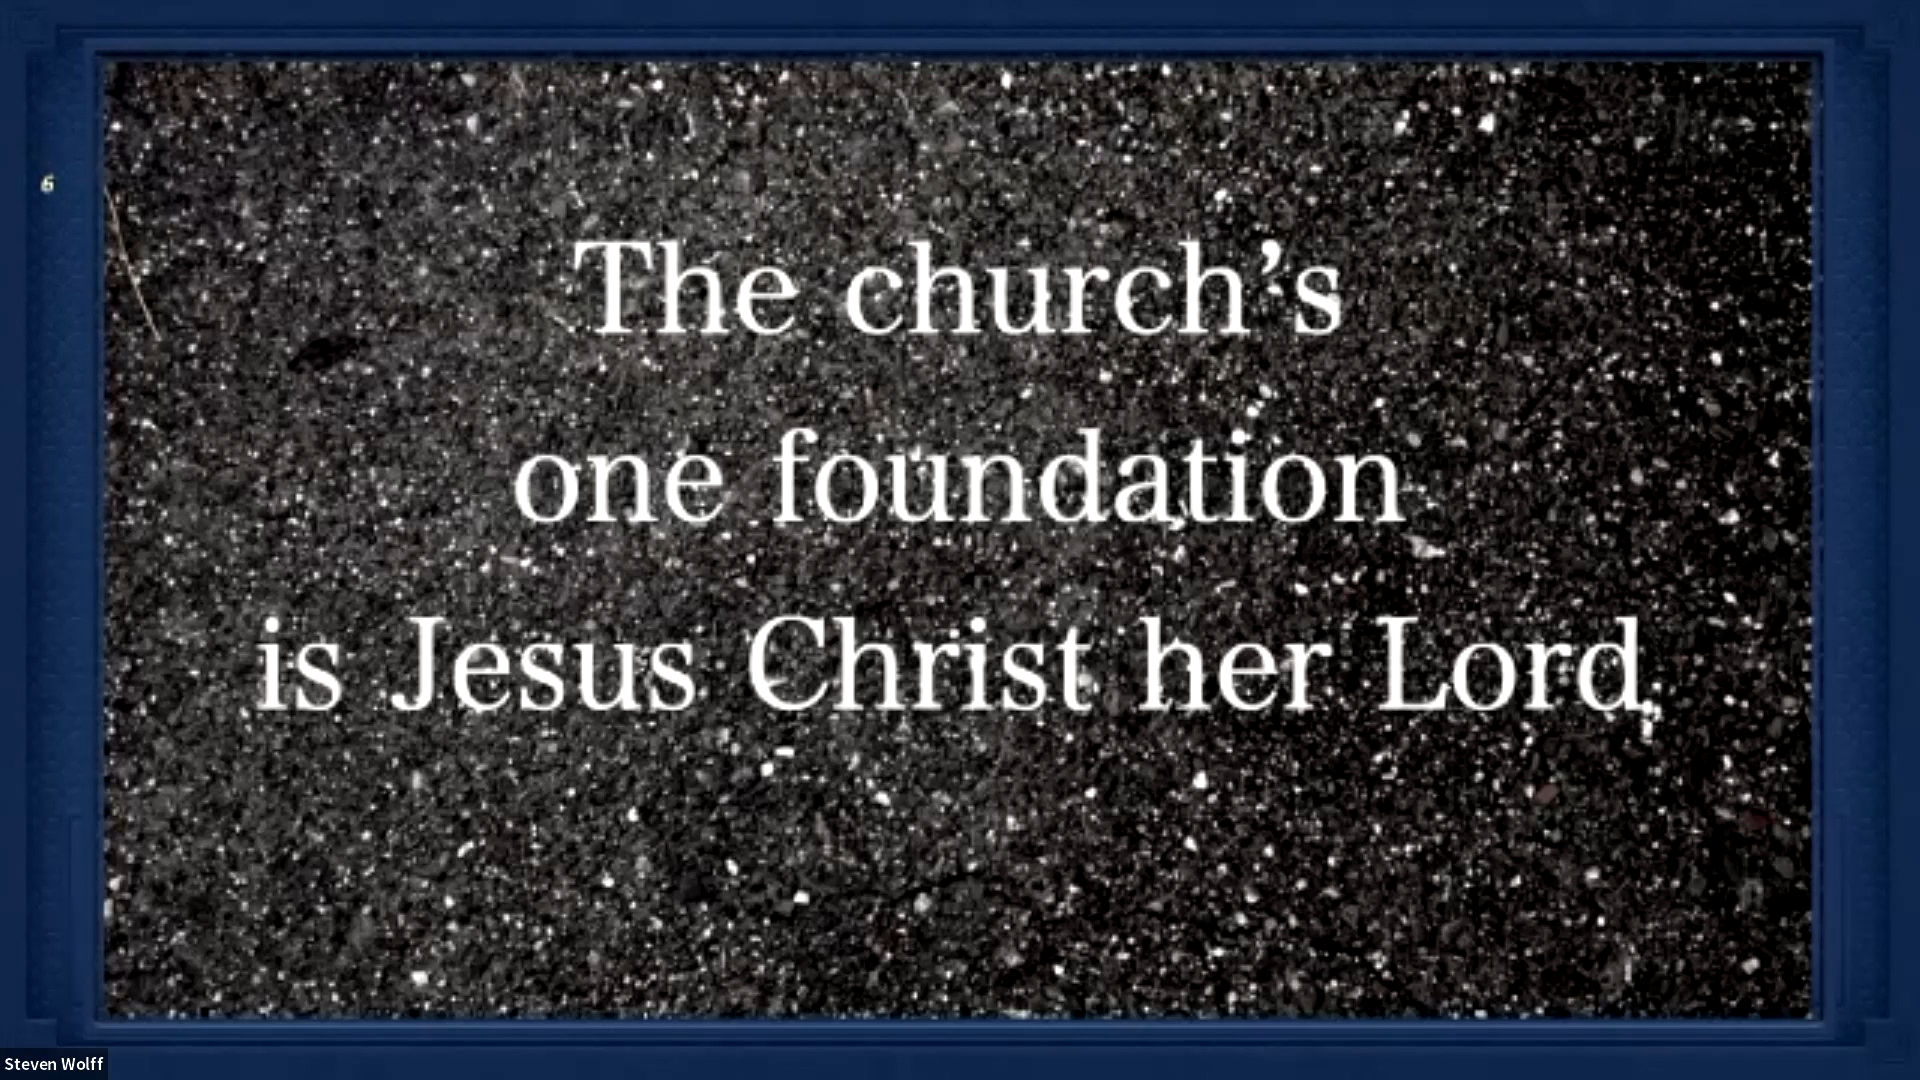 6
The church’s
one foundation
is Jesus Christ her Lord
Steven Wolff